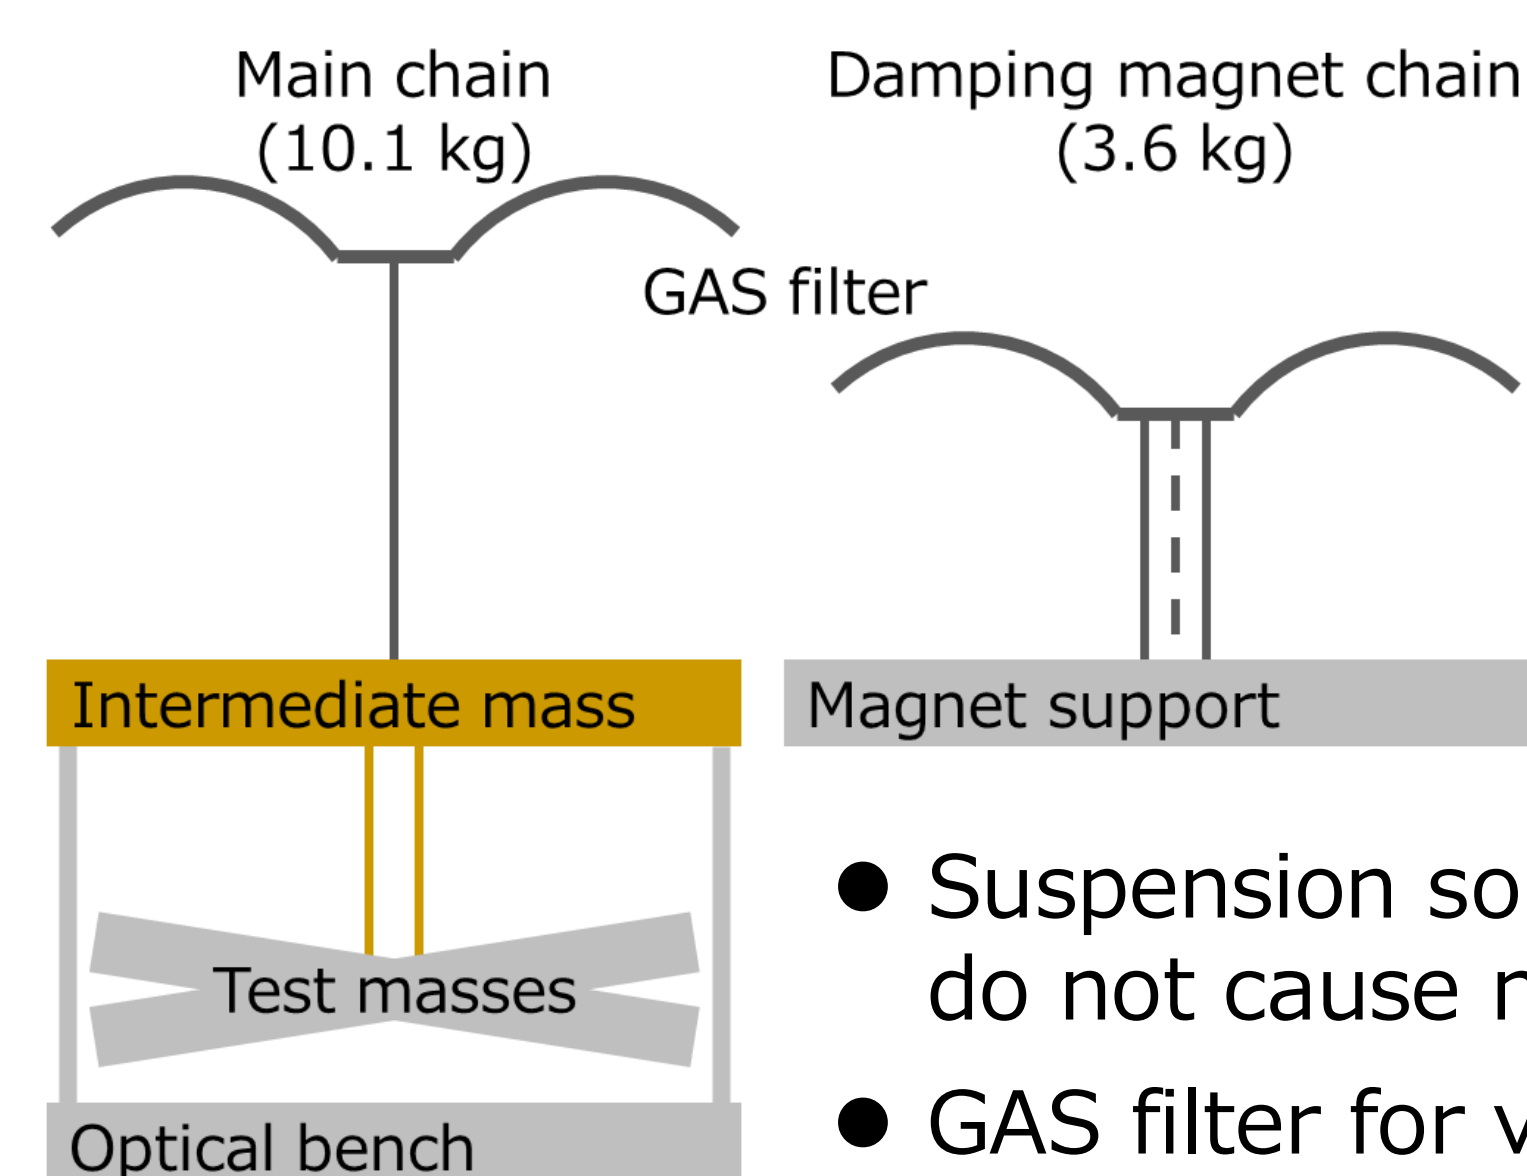 Main chain
(10.1 kg)
Damping magnet chain
(3.6 kg)
GAS filter
Intermediate mass
Magnet support
Test masses
Optical bench
● Suspension so
do not cause
● GAS filter for